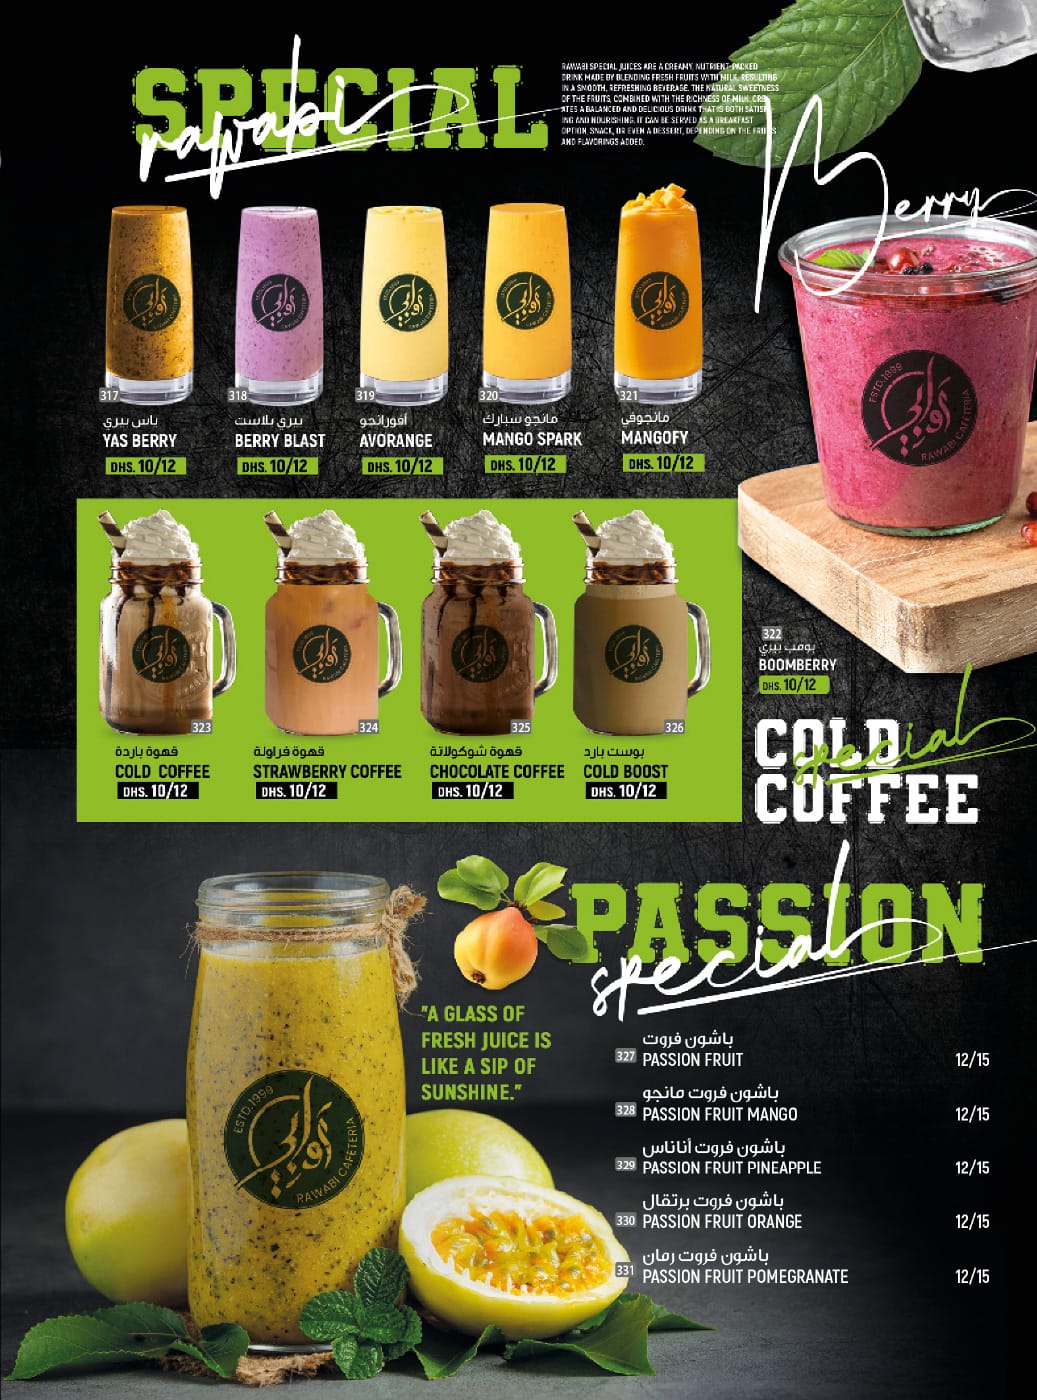 SPECIAL
rawabi
RAWABI SPECIAL JUICES ARE A CREAMY, NUTRIENT-PACKED
DRINK MADE BY BLENDING FRESH FRUITS WITH MILK, RESULTING
IN A SMOOTH, REFRESHING BEVERAGE. THE NATURAL SWEETNESS
OF THE FRUITS, COMBINED WITH THE RICHNESS OF MILK, CRE
ATES A BALANCED AND DELICIOUS DRINK THAT IS BOTH SATISFY
ING AND NOURISHING. IT CAN BE SERVED AS A BREAKFAST
OPTION, SNACK, OR EVEN A DESSERT, DEPENDING ON THE FRUITS
AND FLAVORINGS ADDED.
Berry
317
ياس بيري
YAS BERRY
DHS. 10/12
318
بيري بلاست
BERRY BLAST
DHS. 10/12
319
أفورانجو
AVORANGE
DHS. 10/12
320
مانجو سبارك
MANGO SPARK
DHS. 10/12
321
مانجوفي
MANGOFY
DHS. 10/12
ESTD.1999
روابي
RAWABI CAFETERIA
322
بومب بيري
BOOMBERRY
DHS. 10/12
323
قهوة باردة
COLD COFFEE
DHS. 10/12
324
قهوة فراولة
STRAWBERRY COFFEE
DHS. 10/12
325
قهوة شوكولاتة
CHOCOLATE COFFEE
DHS. 10/12
326
بوست بارد
COLD BOOST
DHS. 10/12
COLD
special
COFFEE
PASSION
special
"A GLASS OF
FRESH JUICE IS
LIKE A SIP OF
SUNSHINE."
ESTD.1999
روابي
RAWABI CAFETERIA
باشون فروت
327 PASSION FRUIT 12/15
باشون فروت مانجو
328 PASSION FRUIT MANGO 12/15
باشون فروت أناناس
329 PASSION FRUIT PINEAPPLE 12/15
باشون فروت برتقال
330 PASSION FRUIT ORANGE 12/15
باشون فروت رمان
331 PASSION FRUIT POMEGRANATE 12/15